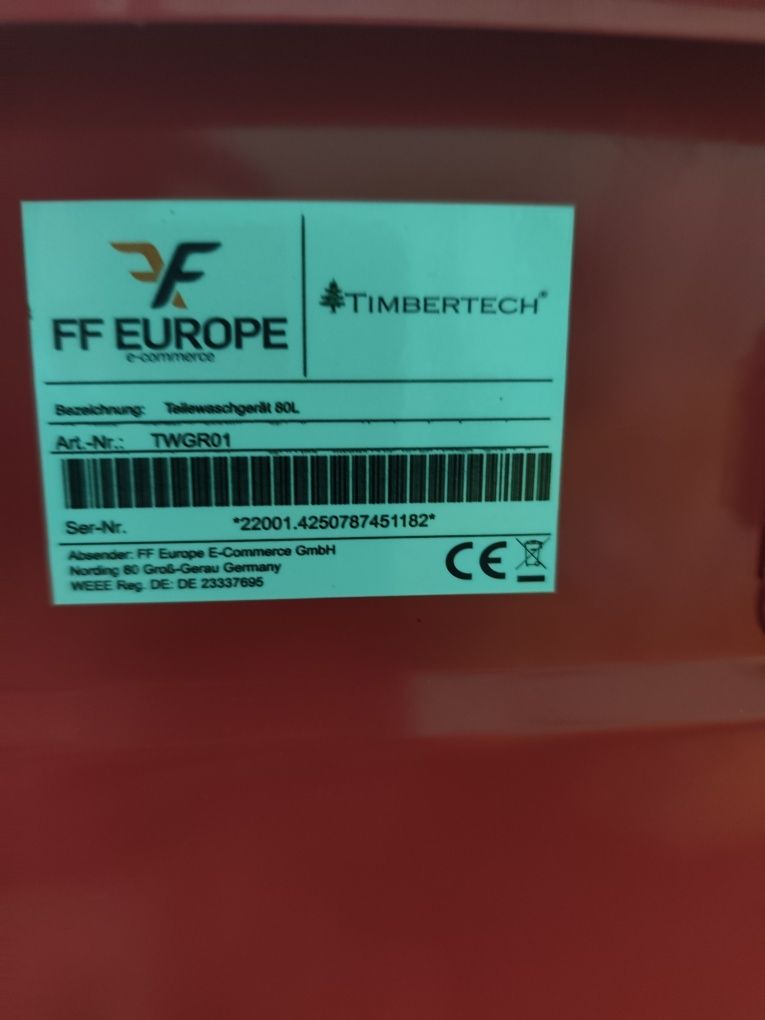 FF EUROPE
e-commerce
TIMBERTECH®
Bezeichnung: Teilewaschgerät 80L
Art.-Nr.: TWGR01
Ser-Nr. *22001.4250787451182*
Absender: FF Europe E-Commerce GmbH
Nording 80 Groß-Gerau Germany
WEEE Reg. DE: DE 23337695
CE